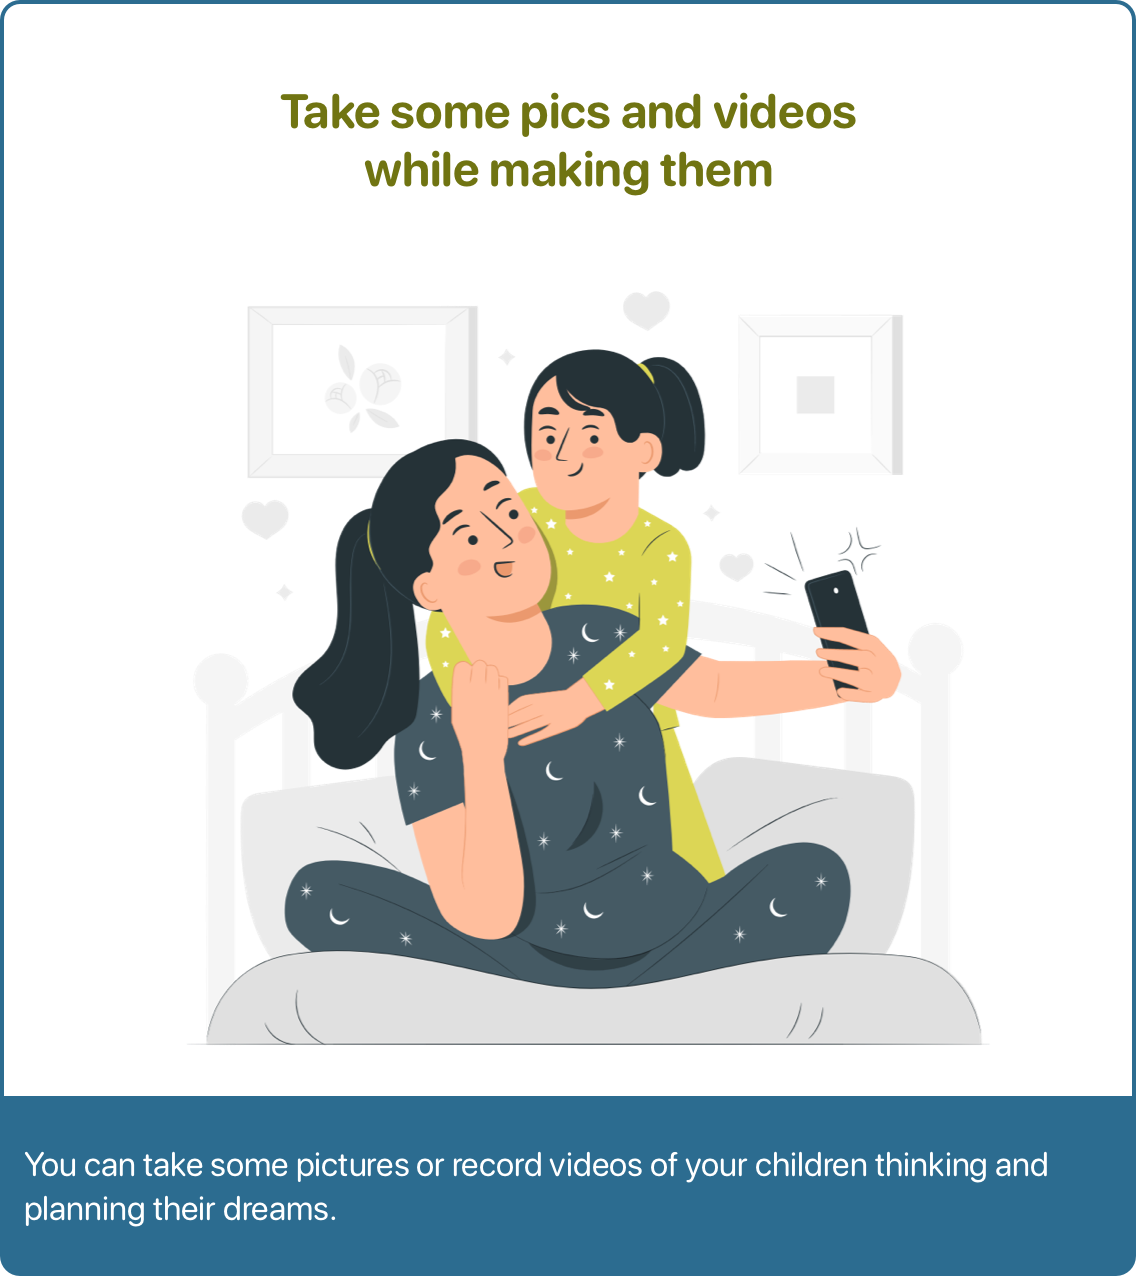 Take some pics and videos
while making them
You can take some pictures or record videos of your children thinking and
planning their dreams.